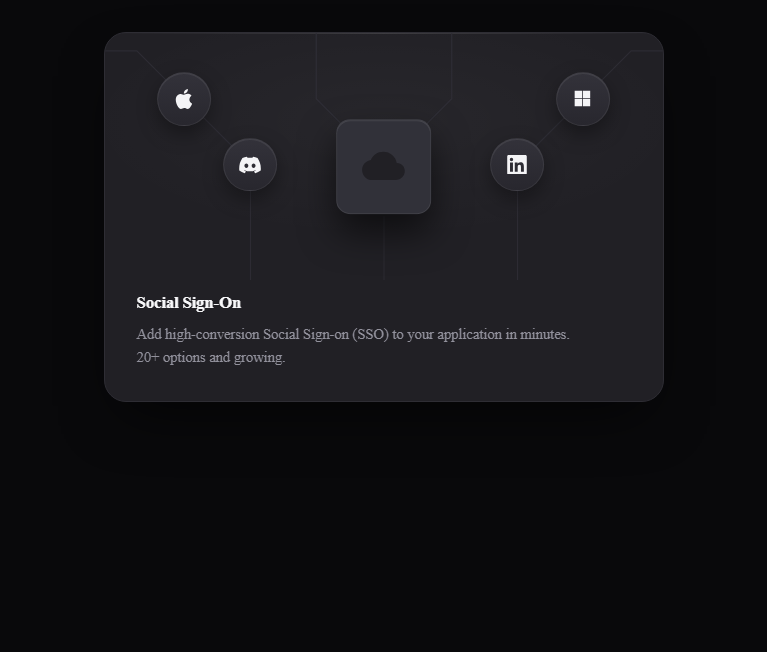 in
Social Sign-On
Add high-conversion Social Sign-on (SSO) to your application in minutes.
20+ options and growing.